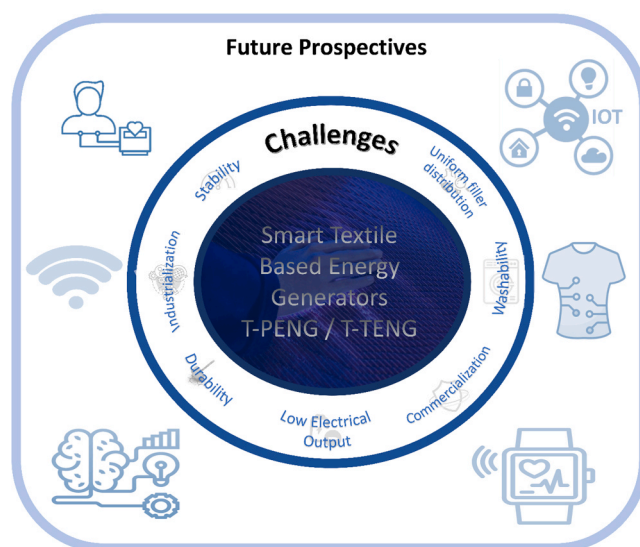 Future Prospectives
IOT
Challenges
Stability
Uniform filler
distribution
Industrialization
Washability
Smart Textile
Based Energy
Generators
T-PENG / T-TENG
Durability
Commercialization
Low Electrical
Output